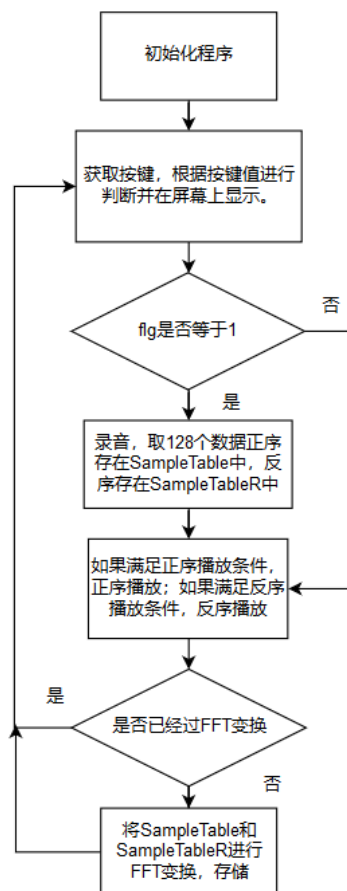 初始化程序
获取按键，根据按键值进行
判断并在屏幕上显示。
flg是否等于1
否
是
录音，取128个数据正序
存在SampleTable中，反
序存在SampleTableR中
如果满足正序播放条件，
正序播放；如果满足反序
播放条件，反序播放
是
是否已经过FFT变换
否
将SampleTable和
SampleTableR进行
FFT变换，存储